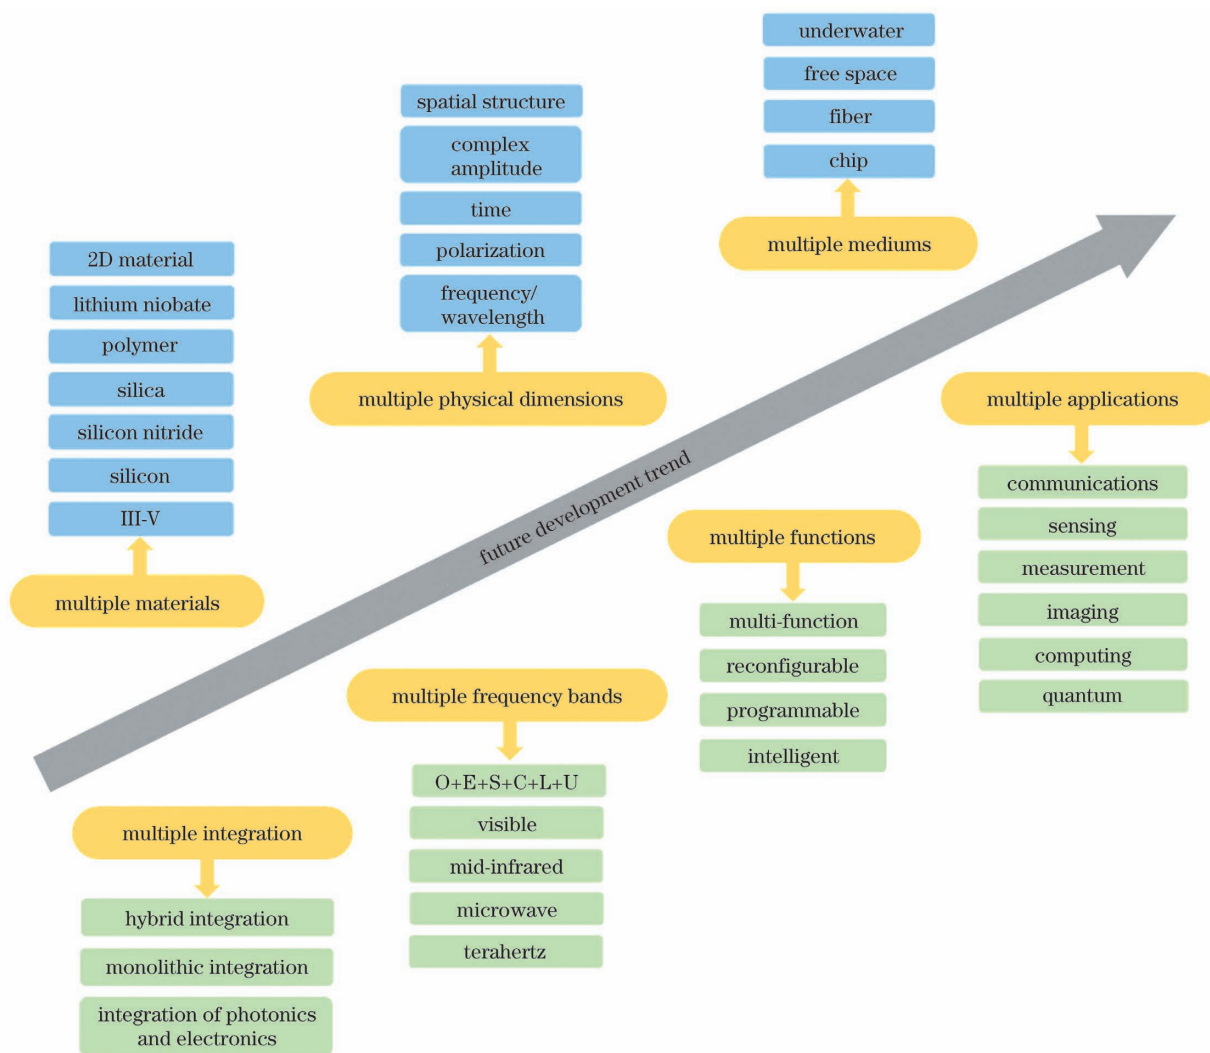 underwater
free space
fiber
chip
multiple mediums
spatial structure
complex
amplitude
time
polarization
frequency/
wavelength
multiple physical dimensions
2D material
lithium niobate
polymer
silica
silicon nitride
silicon
III-V
multiple materials
future development trend
multiple applications
communications
sensing
measurement
imaging
computing
quantum
multiple functions
multi-function
reconfigurable
programmable
intelligent
multiple frequency bands
O+E+S+C+L+U
visible
mid-infrared
microwave
terahertz
multiple integration
hybrid integration
monolithic integration
integration of photonics
and electronics